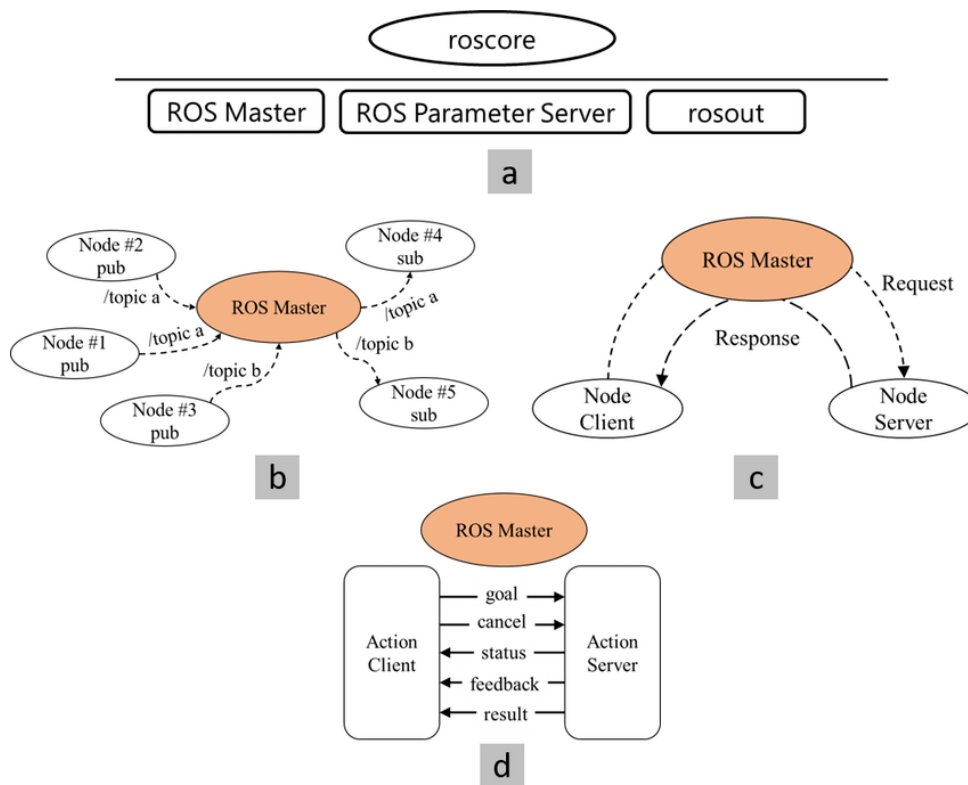 roscore
ROS Master
ROS Parameter Server
rosout
a
Node #2
pub
/topic a
Node #1
pub
/topic a
Node #3
pub
/topic b
ROS Master
Node #4
sub
/topic a
/topic b
Node #5
sub
b
ROS Master
Request
Response
Node
Client
Node
Server
c
ROS Master
Action
Client
goal
cancel
status
feedback
result
Action
Server
d